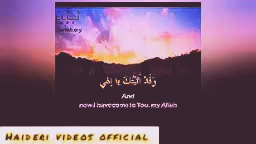 وَقَدْ أَتَيْتُكَ يَا إِلٰهِي
And
now I have come to You, my Allah
HAIDERI VIDEOS OFFICIAL